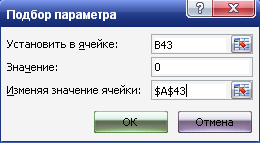 Подбор параметра
Установить в ячейке: B43
Значение: 0
Изменяя значение ячейки: $A$43
ОК Отмена